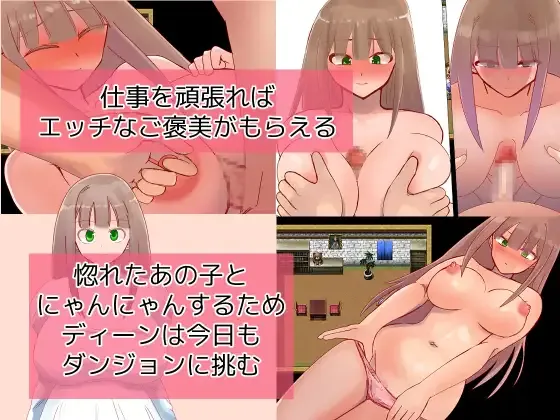 仕事を頑張れば
エッチなご褒美がもらえる
惚れたあの子と
にゃんにゃんするため
ディーンは今日も
ダンジョンに挑む